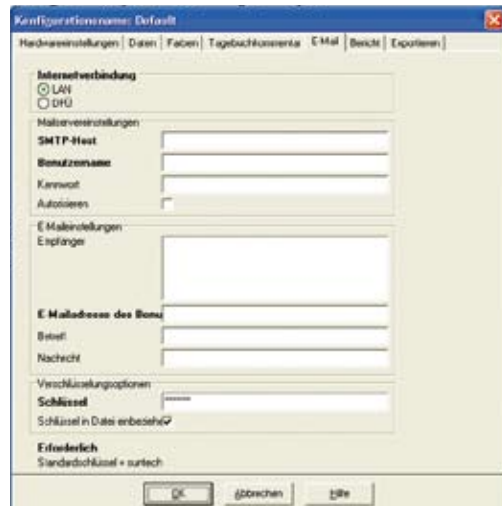 Konfigurationsname: Default
Hardwareeinstellungen Daten Farben Tagebuchkommentar E-Mail Bericht Exportieren
Internetverbindung
LAN
DFÜ
Mailservereinstellungen
SMTP-Host
Benutzername
Kennwort
Autorisieren
E-Maileinstellungen
Empfänger
E-Mailadresse des Benu
Betreff
Nachricht
Verschlüsselungsoptionen
Schlüssel
Schlüssel in Datei einbeziehe
Erforderlich
Standardschlüssel = surtech
OK Abbrechen Hilfe